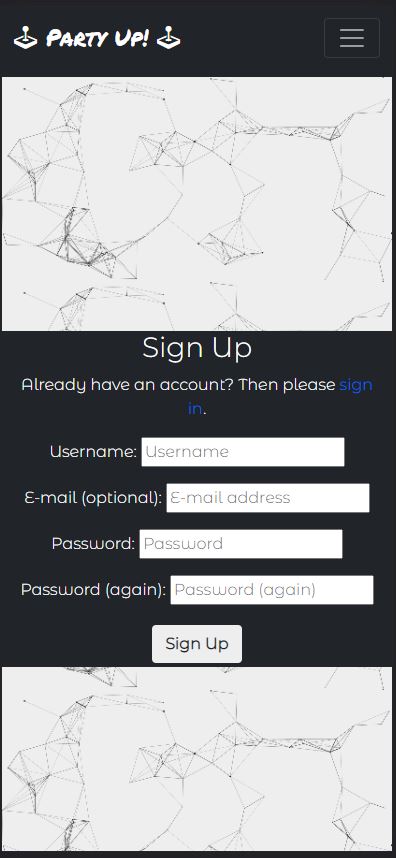 Party Up!
Sign Up
Already have an account? Then please sign
in.
Username: Username
E-mail (optional): E-mail address
Password: Password
Password (again): Password (again)
Sign Up